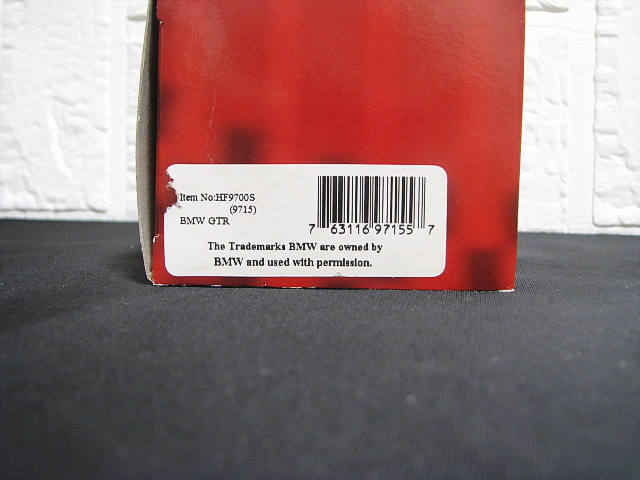 Item No:HF9700S
(9715)
BMW GTR
7 63116 97155 7
The Trademarks BMW are owned by
BMW and used with permission.